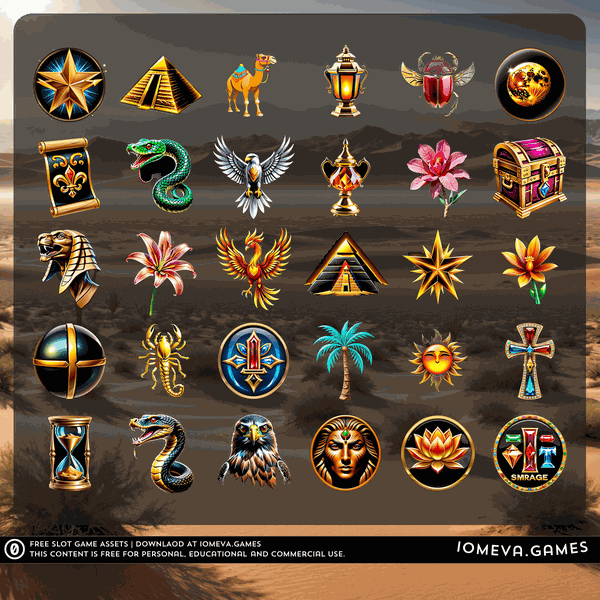 SMRAGE
FREE SLOT GAME ASSETS | DOWNLAOD AT IOMEVA.GAMES
THIS CONTENT IS FREE FOR PERSONAL, EDUCATIONAL AND COMMERCIAL USE.
IOMEVA.GAMES